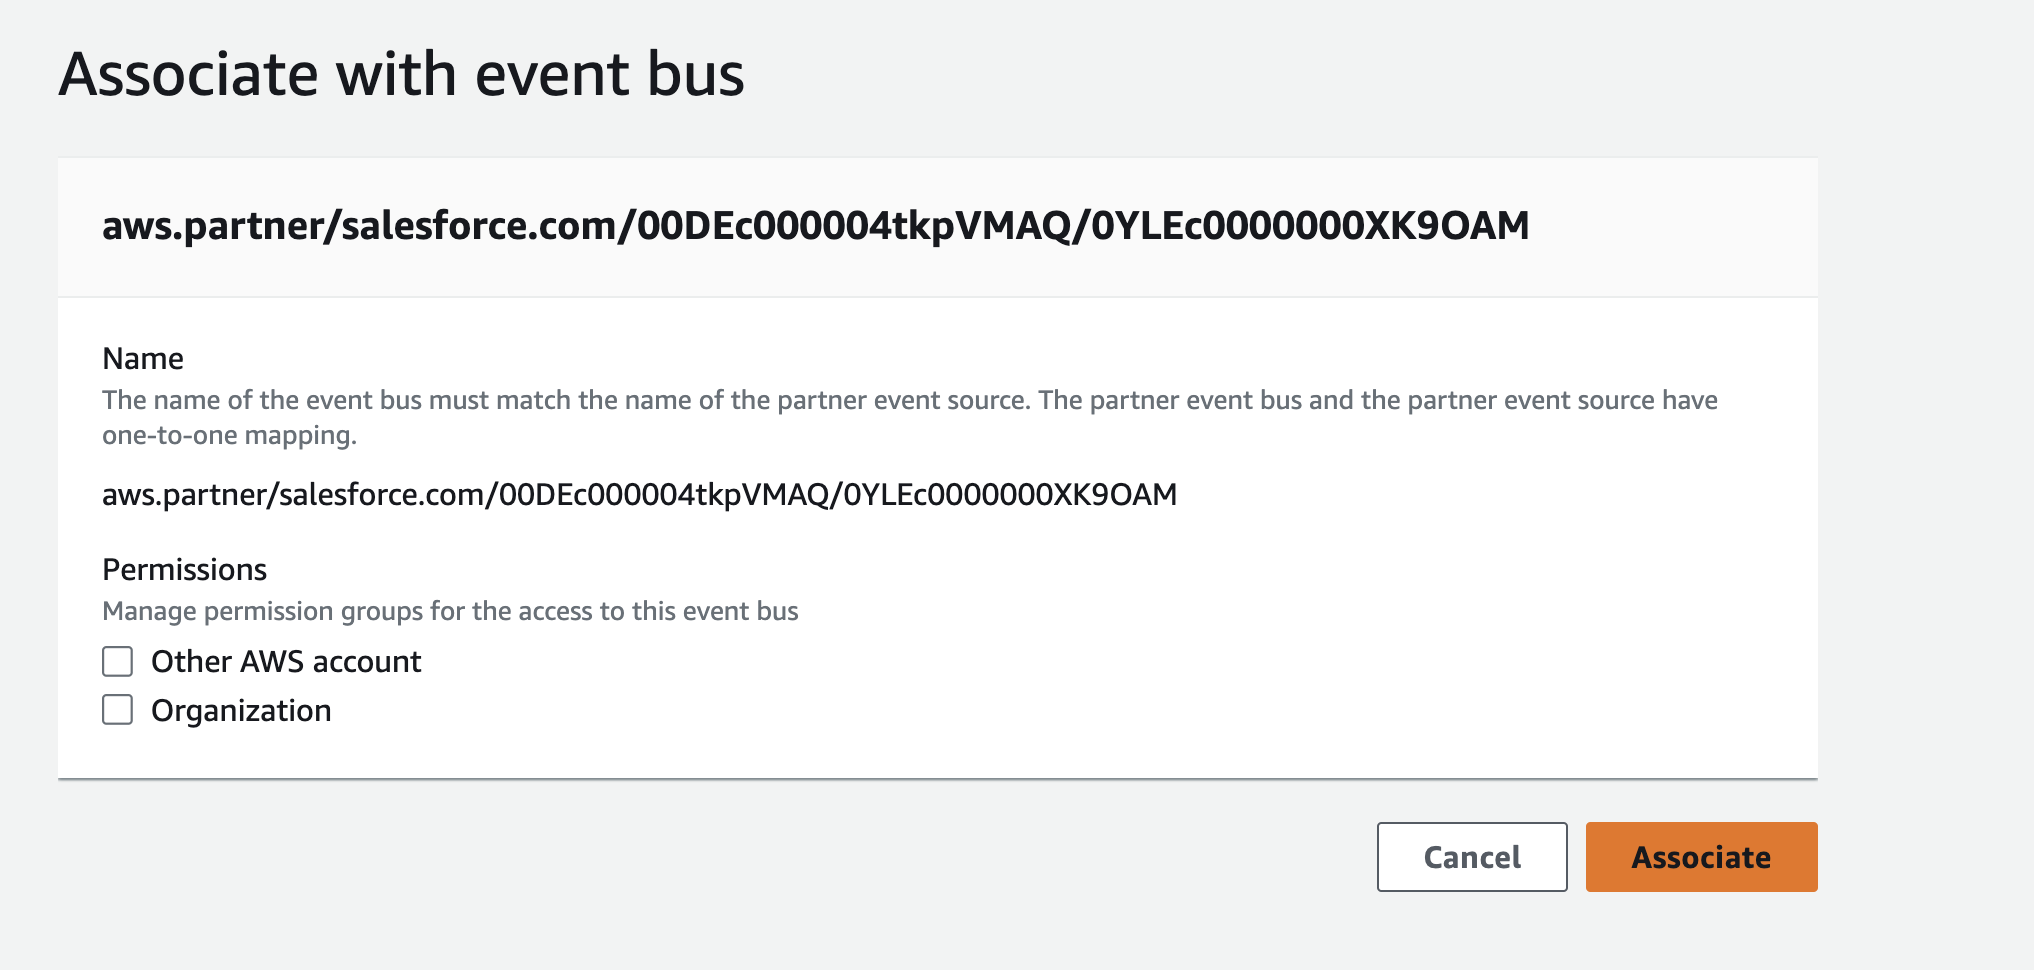 Associate with event bus
aws.partner/salesforce.com/00DEc000004tkpVMAQ/0YLEc0000000XK9OAM
Name
The name of the event bus must match the name of the partner event source. The partner event bus and the partner event source have
one-to-one mapping.
aws.partner/salesforce.com/00DEc000004tkpVMAQ/0YLEc0000000XK9OAM
Permissions
Manage permission groups for the access to this event bus
Other AWS account
Organization
Cancel
Associate